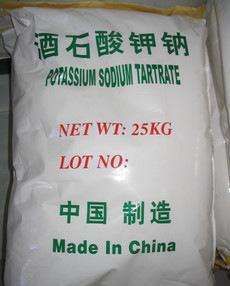 酒石酸钾钠
POTASSIUM SODIUM TARTRATE
NET WT: 25KG
LOT NO:
中国 制造
Made In China